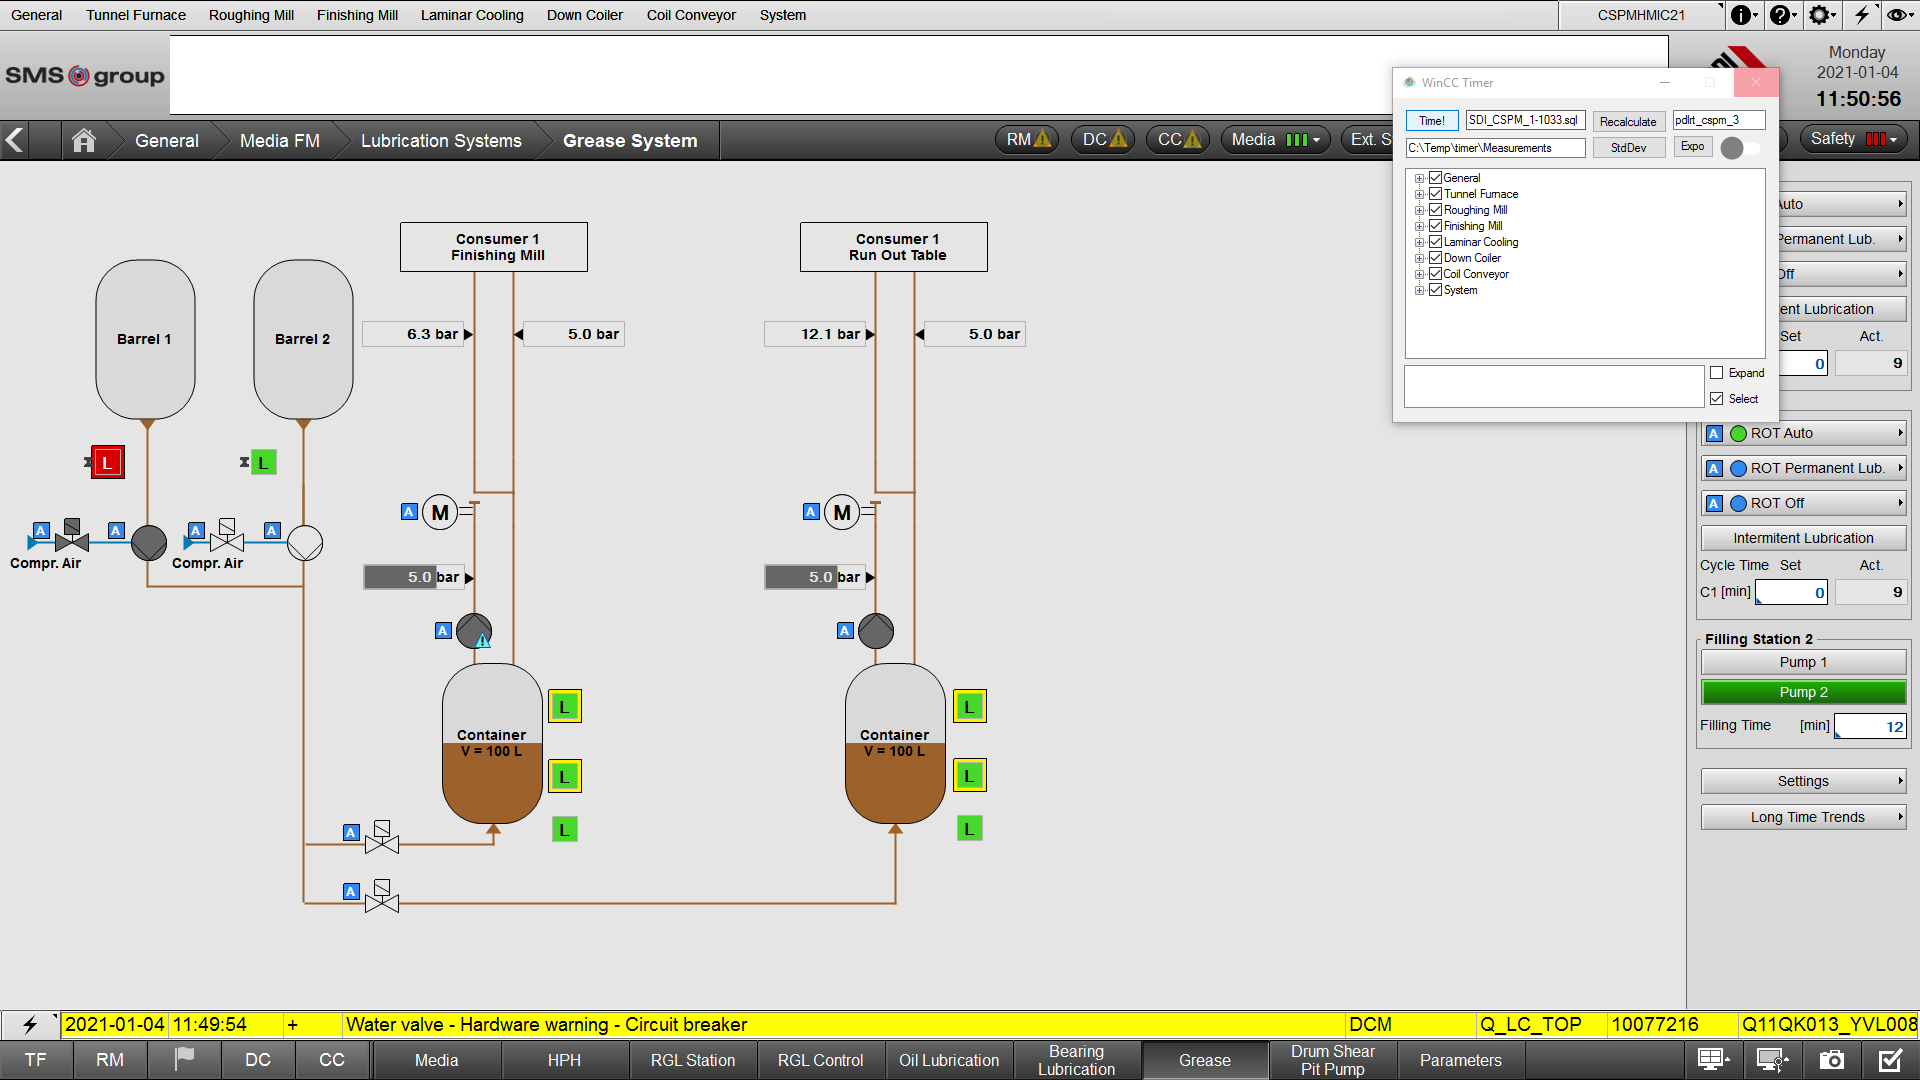 General Tunnel Furnace Roughing Mill Finishing Mill Laminar Cooling Down Coiler Coil Conveyor System CSPMHMIC21
SMS group
Monday
2021-01-04
11:50:56
General Media FM Lubrication Systems Grease System RM DC CC Media Ext. S Safety
WinCC Timer
Time! SDI_CSPM_1-1033.sql Recalculate pdlrt_cspm_3
C:\Temp\timer\Measurements StdDev Expo
General
Tunnel Furnace
Roughing Mill
Finishing Mill
Laminar Cooling
Down Coiler
Coil Conveyor
System
Expand
Select
Consumer 1
Finishing Mill
Consumer 1
Run Out Table
Barrel 1
Barrel 2
6.3 bar
5.0 bar
12.1 bar
5.0 bar
L
L
A
M
A
M
A
A
A
A
Compr. Air
Compr. Air
5.0 bar
5.0 bar
A
A
Container
V = 100 L
Container
V = 100 L
L
L
L
L
L
L
A
A
uto
Permanent Lub.
Off
ent Lubrication
Set Act.
0 9
A ROT Auto
A ROT Permanent Lub.
A ROT Off
Intermitent Lubrication
Cycle Time Set Act.
C1 [min] 0 9
Filling Station 2
Pump 1
Pump 2
Filling Time [min] 12
Settings
Long Time Trends
2021-01-04 11:49:54 + Water valve - Hardware warning - Circuit breaker DCM Q_LC_TOP 10077216 Q11QK013_YVL008
TF RM DC CC Media HPH RGL Station RGL Control Oil Lubrication Bearing Lubrication Grease Drum Shear Pit Pump Parameters